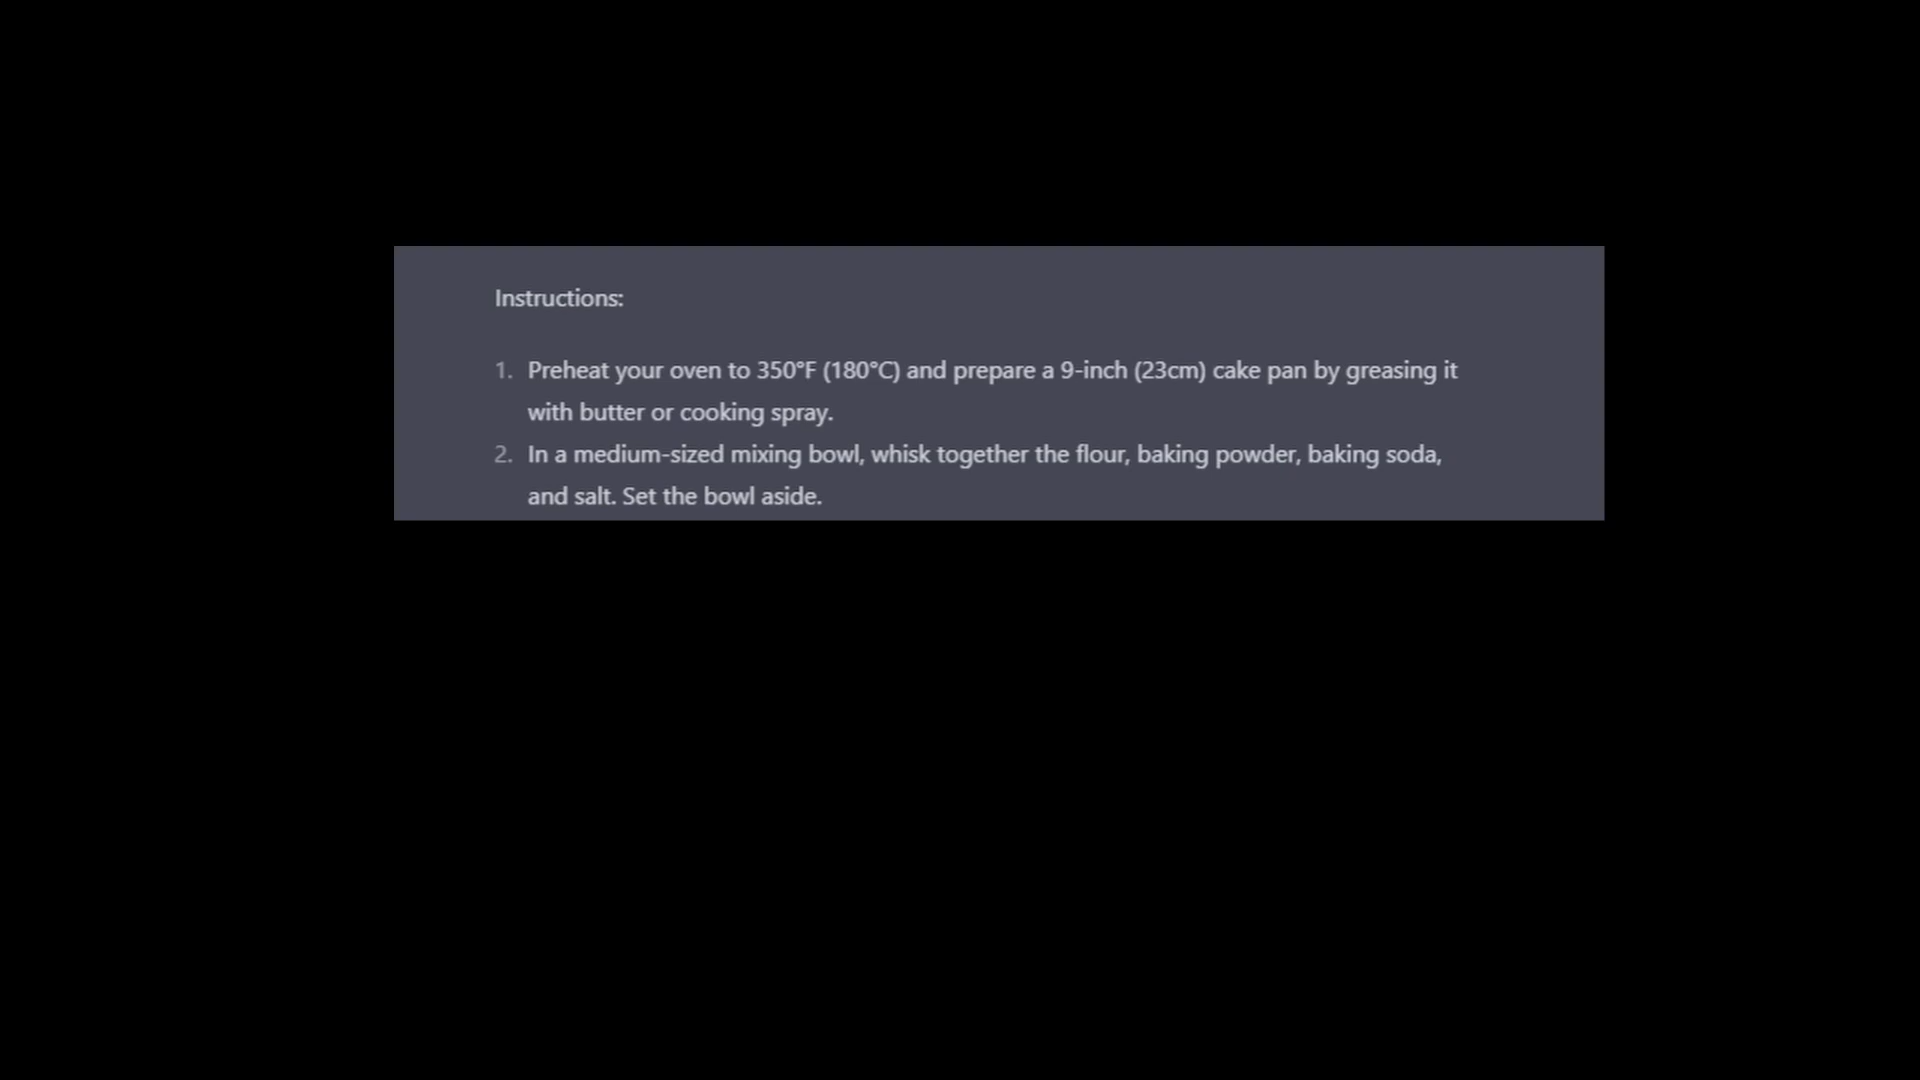 Instructions:
1. Preheat your oven to 350°F (180°C) and prepare a 9-inch (23cm) cake pan by greasing it
with butter or cooking spray.
2. In a medium-sized mixing bowl, whisk together the flour, baking powder, baking soda,
and salt. Set the bowl aside.